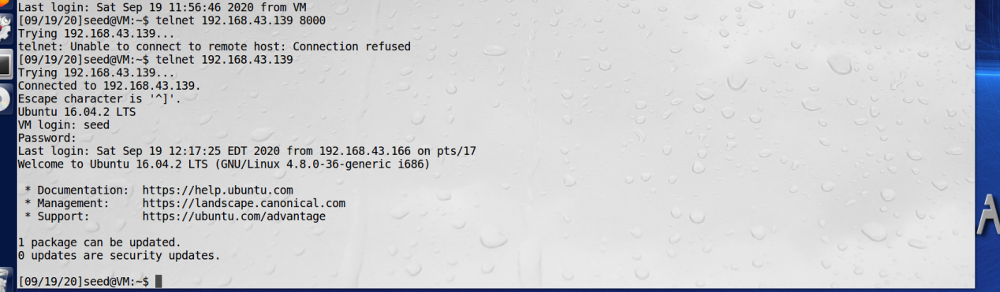 Last login: Sat Sep 19 11:56:46 2020 from VM
[09/19/20]seed@VM:~$ telnet 192.168.43.139 8000
Trying 192.168.43.139...
telnet: Unable to connect to remote host: Connection refused
[09/19/20]seed@VM:~$ telnet 192.168.43.139
Trying 192.168.43.139...
Connected to 192.168.43.139.
Escape character is '^]'.
Ubuntu 16.04.2 LTS
VM login: seed
Password:
Last login: Sat Sep 19 12:17:25 EDT 2020 from 192.168.43.166 on pts/17
Welcome to Ubuntu 16.04.2 LTS (GNU/Linux 4.8.0-36-generic i686)
* Documentation:  https://help.ubuntu.com
* Management:     https://landscape.canonical.com
* Support:        https://ubuntu.com/advantage
1 package can be updated.
0 updates are security updates.
[09/19/20]seed@VM:~$